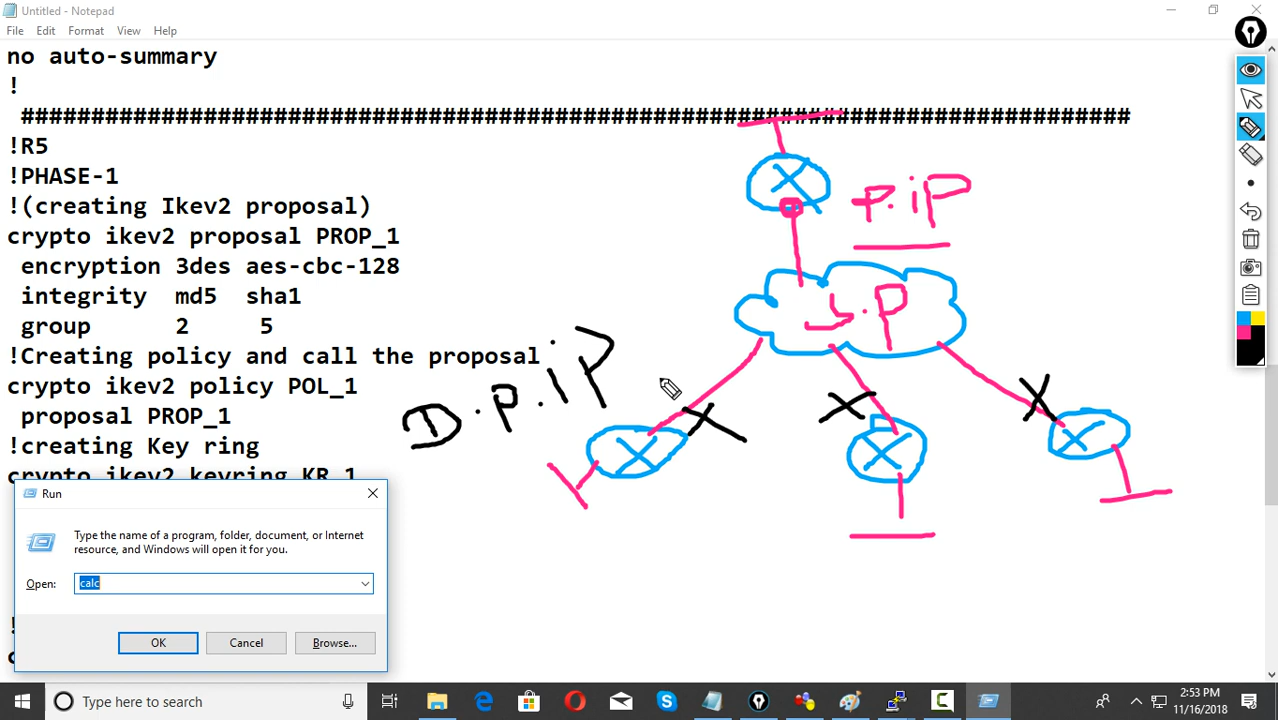 Untitled - Notepad
File Edit Format View Help
no auto-summary
!
###############################################################################
!R5
!PHASE-1
!(creating Ikev2 proposal)
crypto ikev2 proposal PROP_1
encryption 3des aes-cbc-128
integrity md5 sha1
group 2 5
!Creating policy and call the proposal
crypto ikev2 policy POL_1
proposal PROP_1
!creating Key ring
crypto ikev2 keyring KR_1
P.iP
D.P.iP
Run
Type the name of a program, folder, document, or Internet
resource, and Windows will open it for you.
Open: calc
OK Cancel Browse...
Type here to search
2:53 PM
11/16/2018